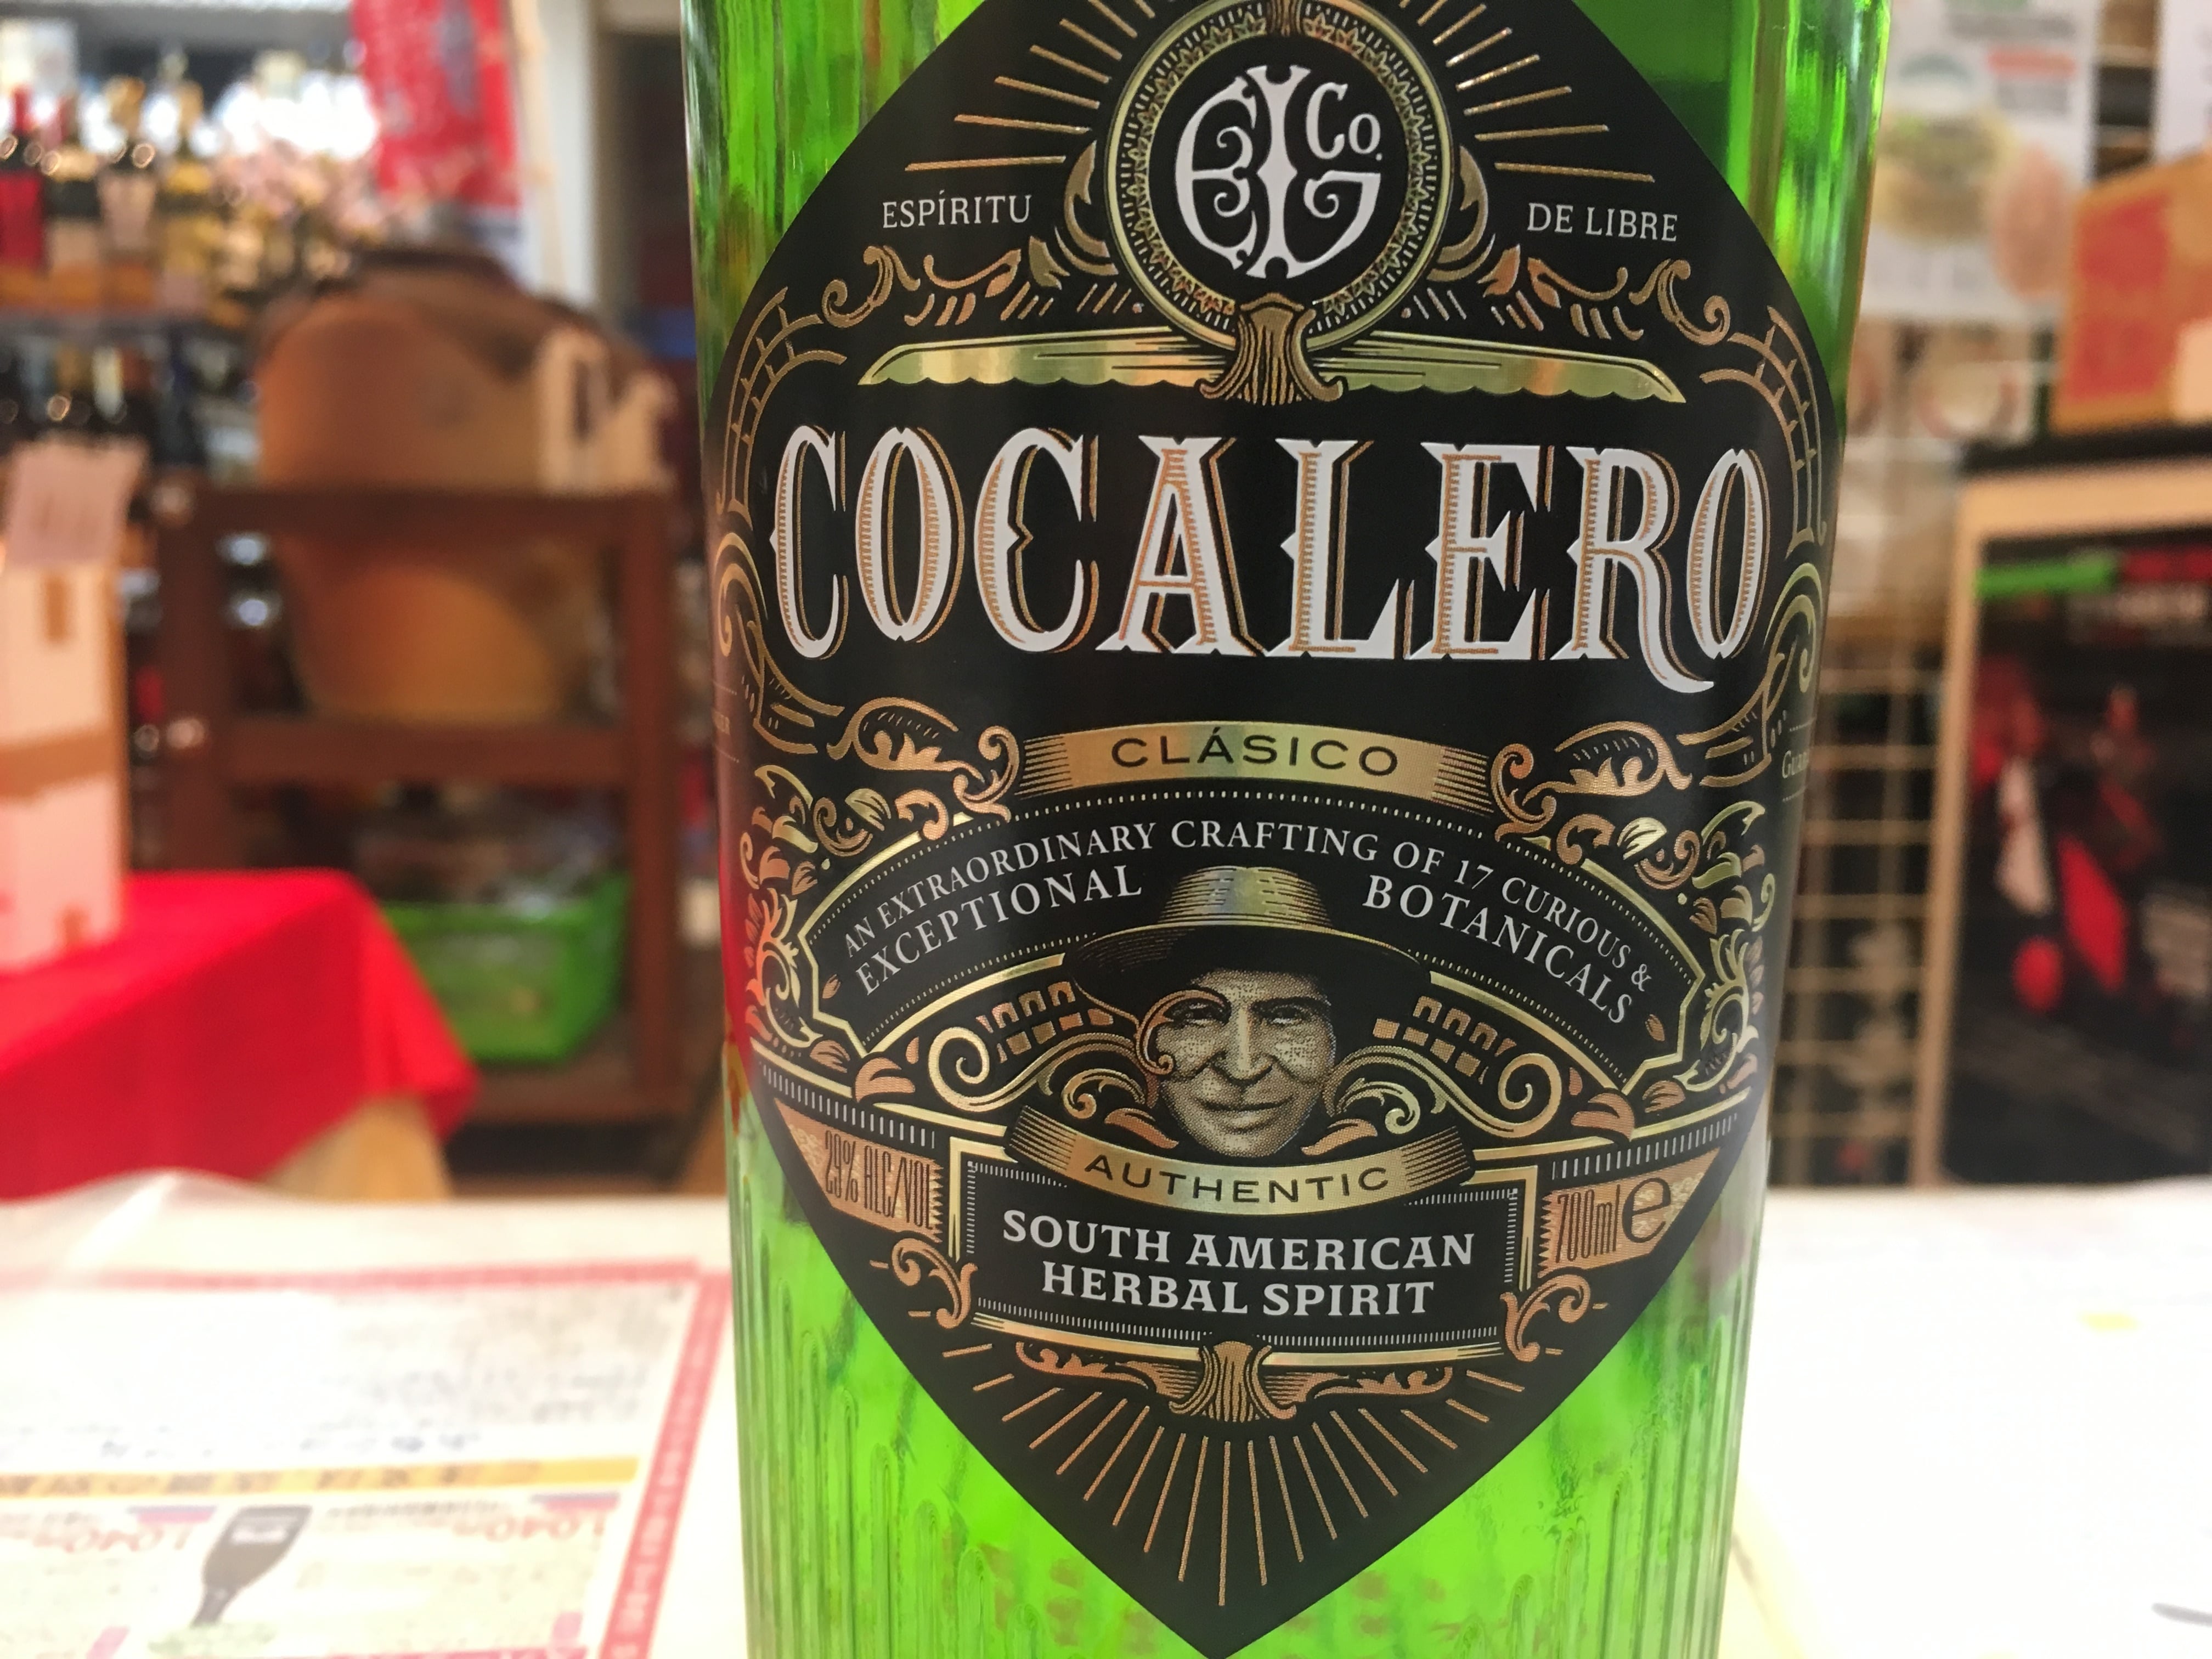 Co.
ESPÍRITU DE LIBRE
COCALERO
CLÁSICO
AN EXTRAORDINARY CRAFTING OF 17 CURIOUS &
EXCEPTIONAL BOTANICALS
AUTHENTIC
29% ALC/VOL
700ml e
SOUTH AMERICAN
HERBAL SPIRIT